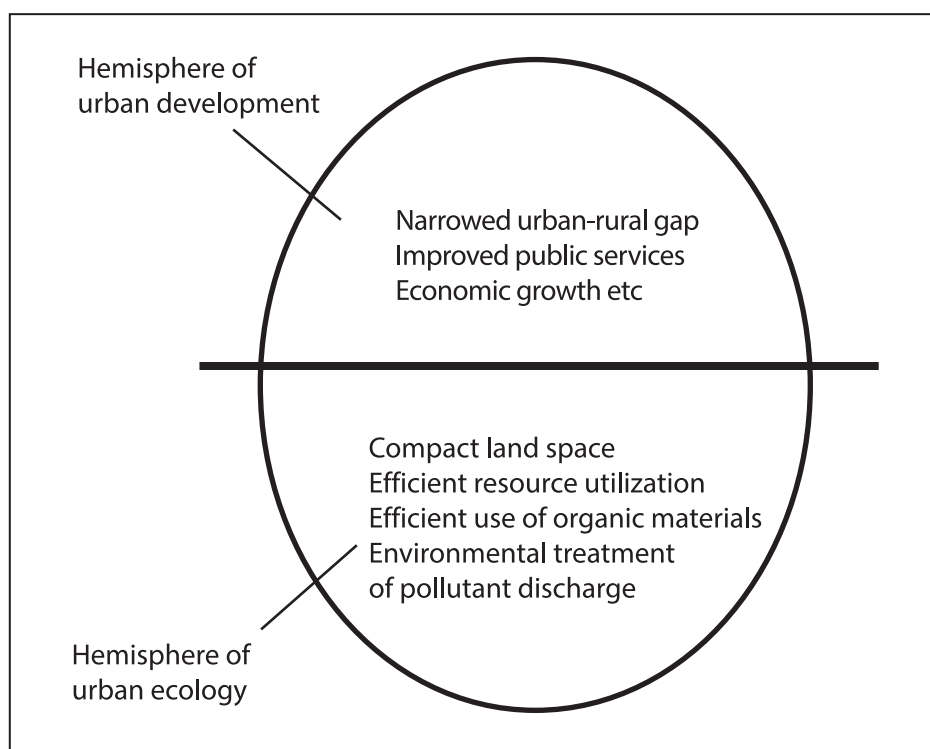 Hemisphere of
urban development
Narrowed urban-rural gap
Improved public services
Economic growth etc
Compact land space
Efficient resource utilization
Efficient use of organic materials
Environmental treatment
of pollutant discharge
Hemisphere of
urban ecology